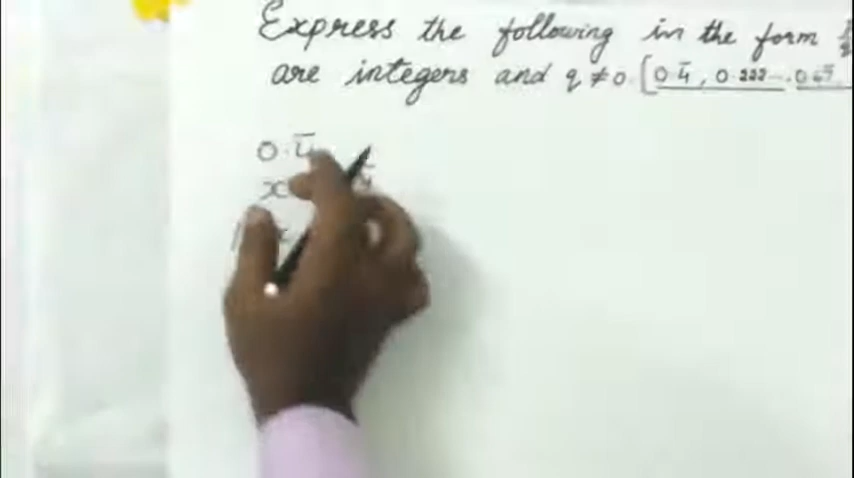 Express the following in the form
are integers and q ≠ 0 [0.4̅, 0.222...,
0.4̅
x